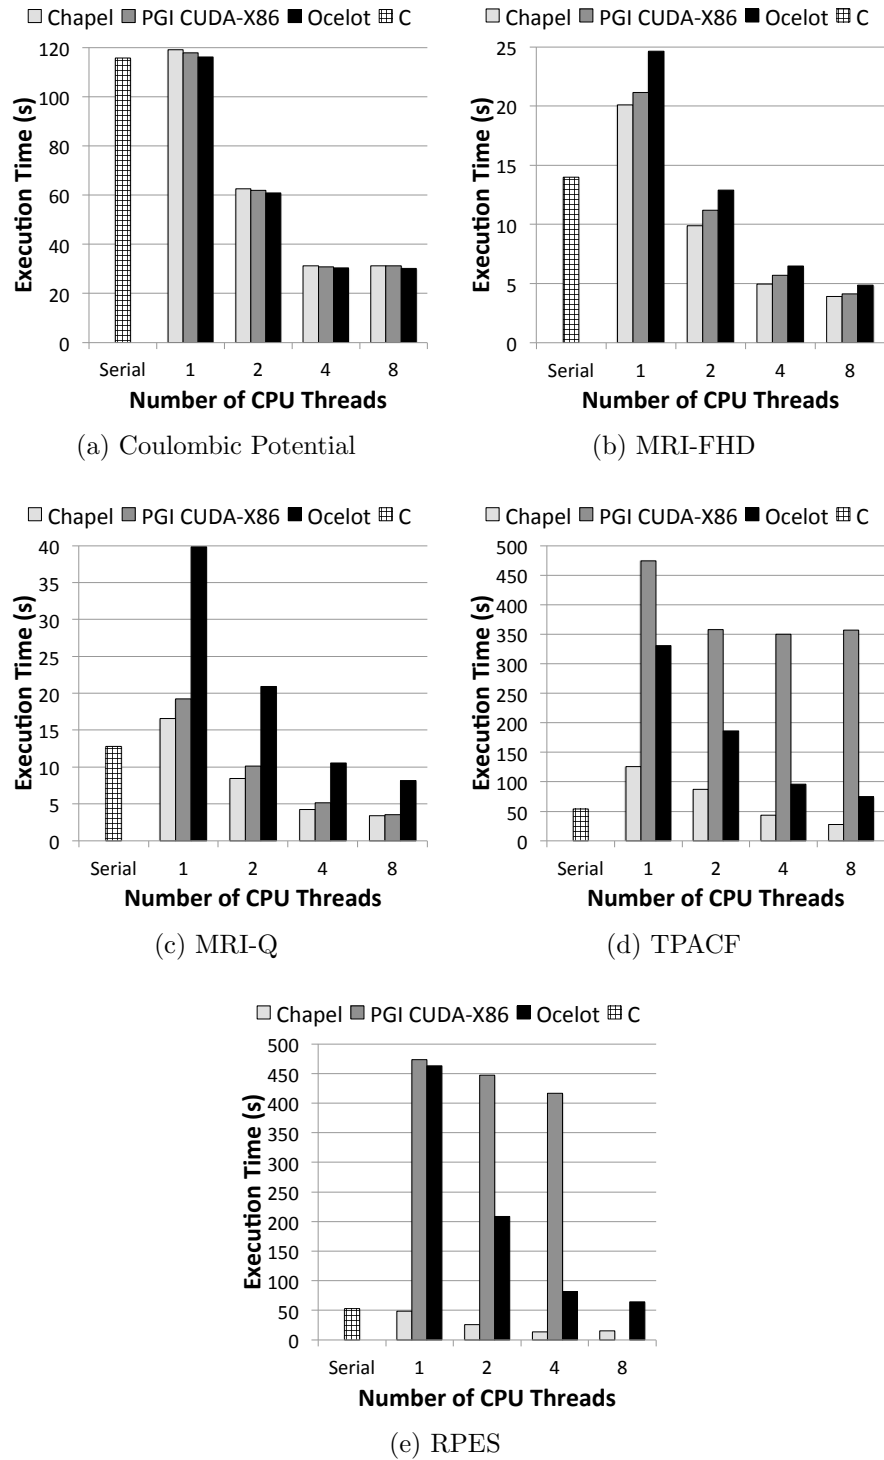 Chapel PGI CUDA-X86 Ocelot C
120
100
80
60
40
20
0
Execution Time (s)
Serial 1 2 4 8
Number of CPU Threads
(a) Coulombic Potential
Chapel PGI CUDA-X86 Ocelot C
25
20
15
10
5
0
Execution Time (s)
Serial 1 2 4 8
Number of CPU Threads
(b) MRI-FHD
Chapel PGI CUDA-X86 Ocelot C
40
35
30
25
20
15
10
5
0
Execution Time (s)
Serial 1 2 4 8
Number of CPU Threads
(c) MRI-Q
Chapel PGI CUDA-X86 Ocelot C
500
450
400
350
300
250
200
150
100
50
0
Execution Time (s)
Serial 1 2 4 8
Number of CPU Threads
(d) TPACF
Chapel PGI CUDA-X86 Ocelot C
500
450
400
350
300
250
200
150
100
50
0
Execution Time (s)
Serial 1 2 4 8
Number of CPU Threads
(e) RPES